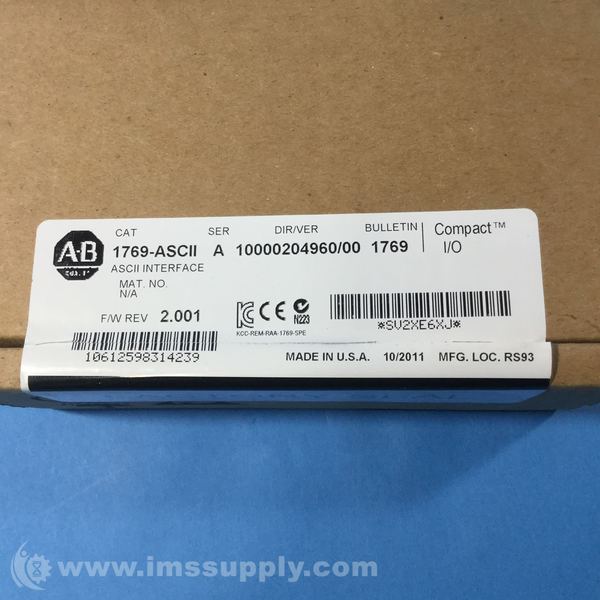 CAT SER DIR/VER BULLETIN
A-B
1769-ASCII A 10000204960/00 1769
Compact™
I/O
ASCII INTERFACE
MAT. NO.
N/A
F/W REV 2.001
N223
KCC-REM-RAA-1769-SPE
*SV2XE6XJ*
10612598314239
MADE IN U.S.A. 10/2011 MFG. LOC. RS93
www.imssupply.com